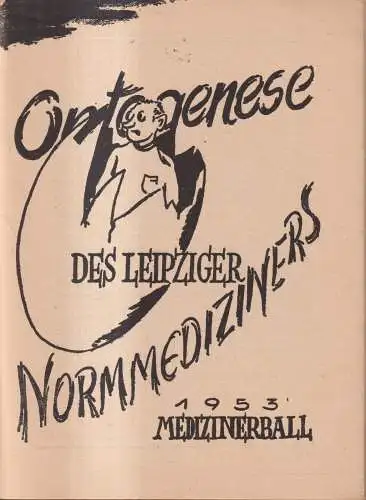 Ontogenese
DES LEIPZIGER
NORMMEDIZINERS
1953
MEDIZINERBALL